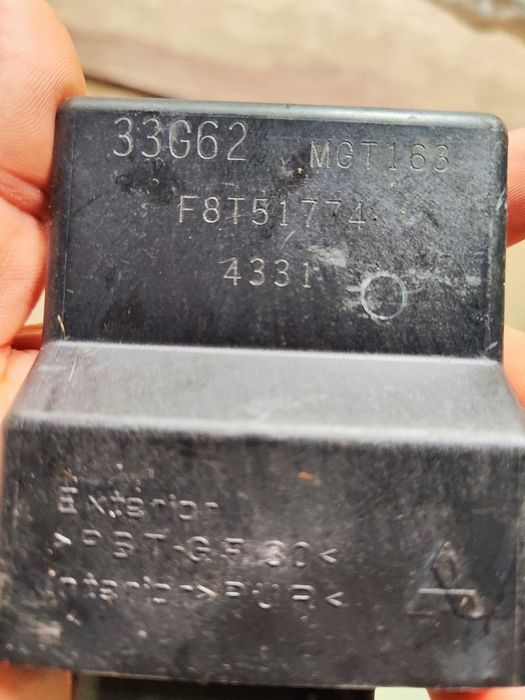 33G62 MGT163
F8T51774
4331
Exterior
>PBT-GF30<
Interior>PUR<